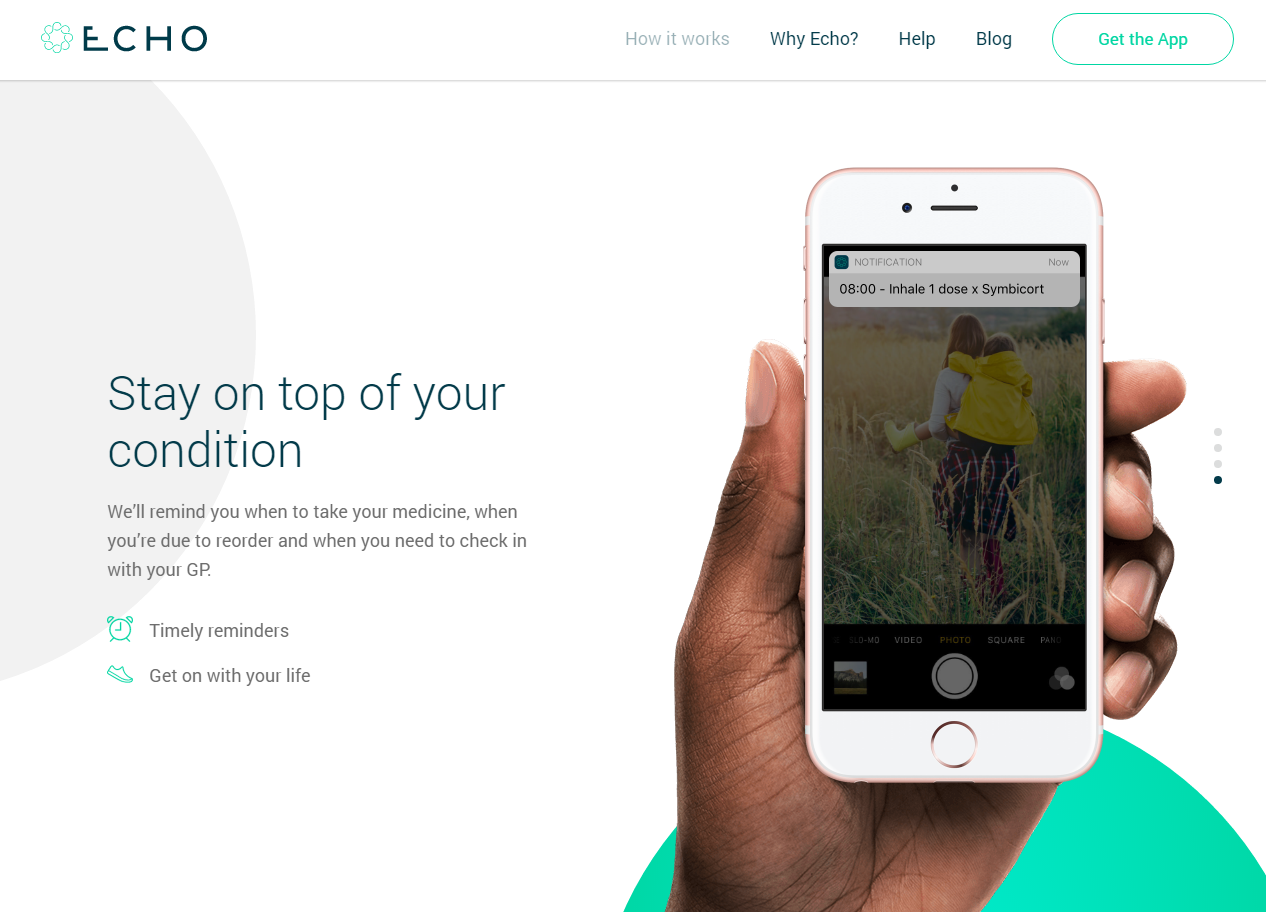 ECHO
How it works
Why Echo?
Help
Blog
Get the App
NOTIFICATION
Now
08:00 - Inhale 1 dose x Symbicort
Stay on top of your
condition
We’ll remind you when to take your medicine, when
you’re due to reorder and when you need to check in
with your GP.
Timely reminders
Get on with your life
SLO-MO
VIDEO
PHOTO
SQUARE
PANO